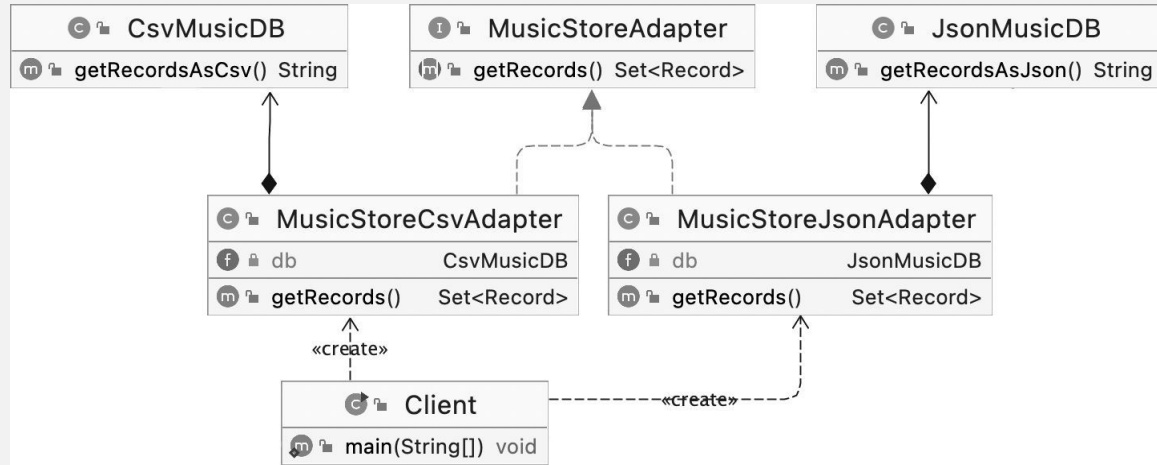 CsvMusicDB
getRecordsAsCsv() String
MusicStoreAdapter
getRecords() Set<Record>
JsonMusicDB
getRecordsAsJson() String
MusicStoreCsvAdapter
db CsvMusicDB
getRecords() Set<Record>
MusicStoreJsonAdapter
db JsonMusicDB
getRecords() Set<Record>
«create»
«create»
Client
main(String[]) void